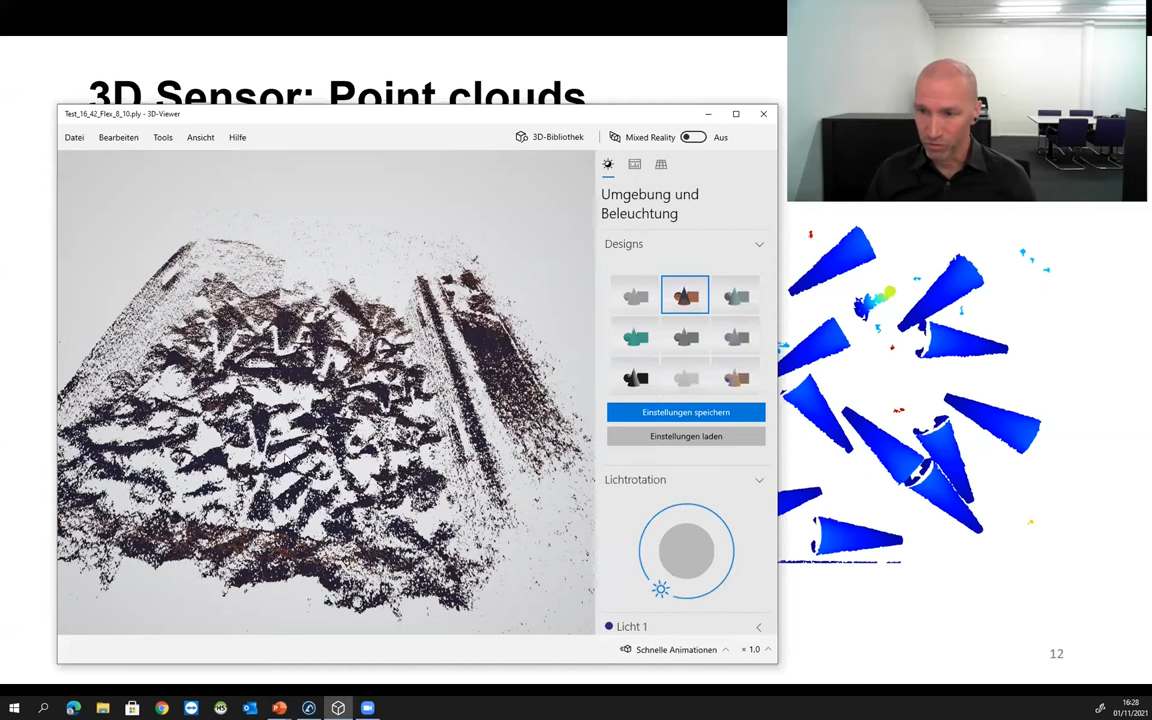 3D Sensor: Point clouds
Test_16_42_Flex_8_10.ply - 3D-Viewer
Datei Bearbeiten Tools Ansicht Hilfe 3D-Bibliothek Mixed Reality Aus
Umgebung und
Beleuchtung
Designs
Einstellungen speichern
Einstellungen laden
Lichtrotation
Licht 1
Schnelle Animationen × 1.0
12
16:28
01/11/2021